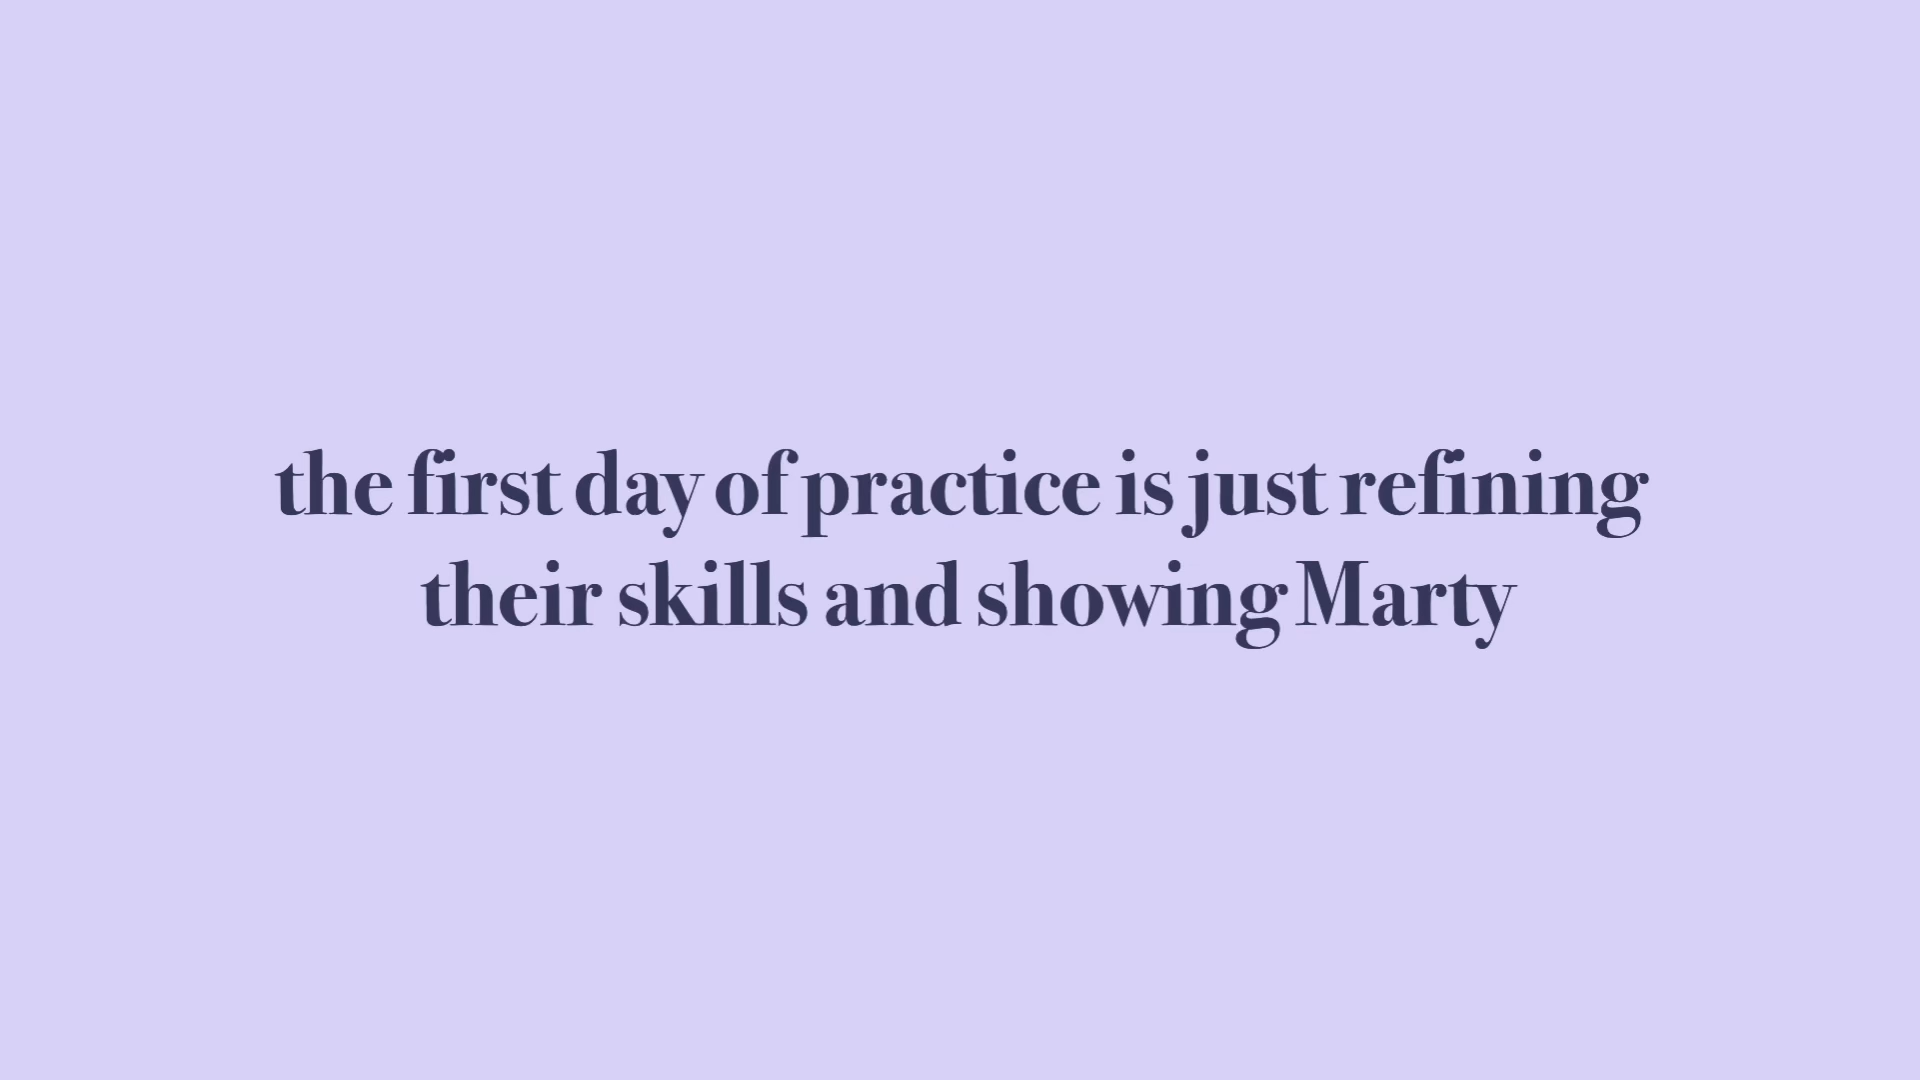 the first day of practice is just refining
their skills and showing Marty